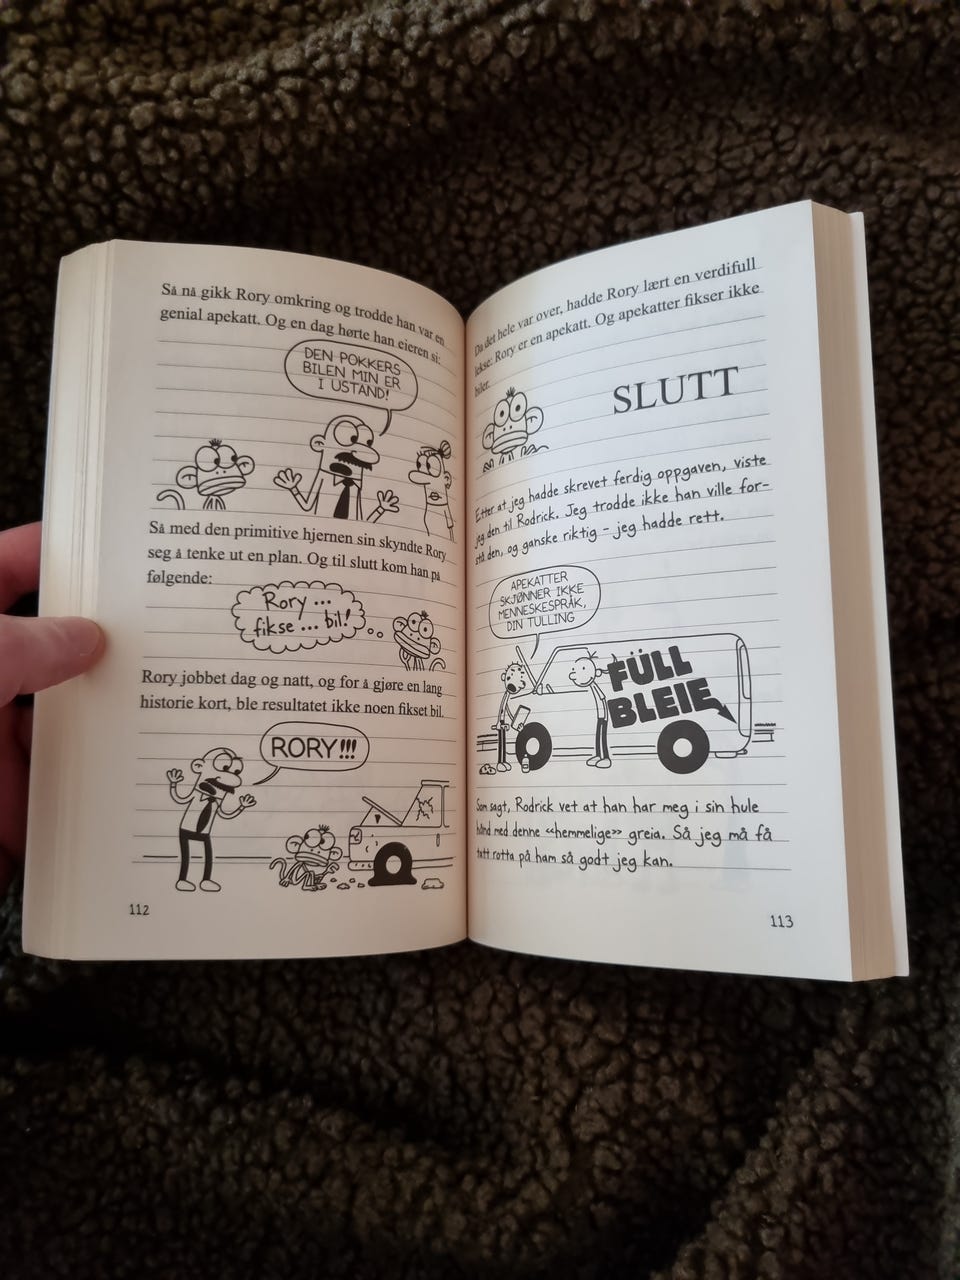 Så nå gikk Rory omkring og trodde han var en
genial apekatt. Og en dag hørte han eieren si:
DEN POKKERS
BILEN MIN ER
I USTAND!
Så med den primitive hjernen sin skyndte Rory
seg å tenke ut en plan. Og til slutt kom han på
følgende:
Rory ...
fikse ... bil!
Rory jobbet dag og natt, og for å gjøre en lang
historie kort, ble resultatet ikke noen fikset bil.
RORY!!!
112
Da det hele var over, hadde Rory lært en verdifull
lekse: Rory er en apekatt. Og apekatter fikser ikke
biler.
SLUTT
Etter at jeg hadde skrevet ferdig oppgaven, viste
jeg den til Rodrick. Jeg trodde ikke han ville for-
stå den, og ganske riktig – jeg hadde rett.
APEKATTER
SKJØNNER IKKE
MENNESKESPRÅK,
DIN TULLING
FÜLL
BLEIE
Som sagt, Rodrick vet at han har meg i sin hule
hånd med denne «hemmelige» greia. Så jeg må få
tatt rotta på ham så godt jeg kan.
113